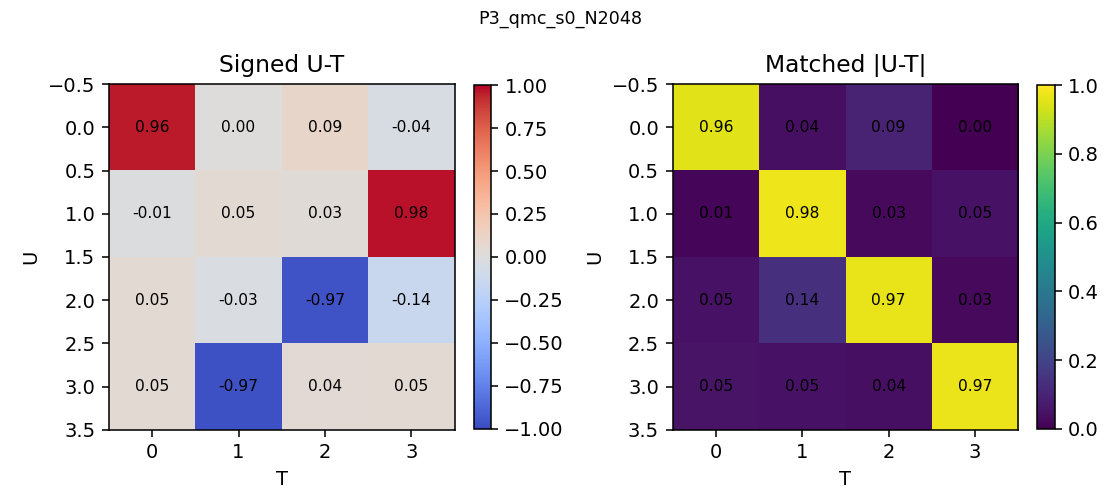 P3_qmc_s0_N2048
Signed U-T
−0.5
0.0
0.5
1.0
1.5
2.0
2.5
3.0
3.5
U
0.96 0.00 0.09 -0.04
-0.01 0.05 0.03 0.98
0.05 -0.03 -0.97 -0.14
0.05 -0.97 0.04 0.05
0 1 2 3
T
1.00
0.75
0.50
0.25
0.00
−0.25
−0.50
−0.75
−1.00
Matched |U-T|
−0.5
0.0
0.5
1.0
1.5
2.0
2.5
3.0
3.5
U
0.96 0.04 0.09 0.00
0.01 0.98 0.03 0.05
0.05 0.14 0.97 0.03
0.05 0.05 0.04 0.97
0 1 2 3
T
1.0
0.8
0.6
0.4
0.2
0.0